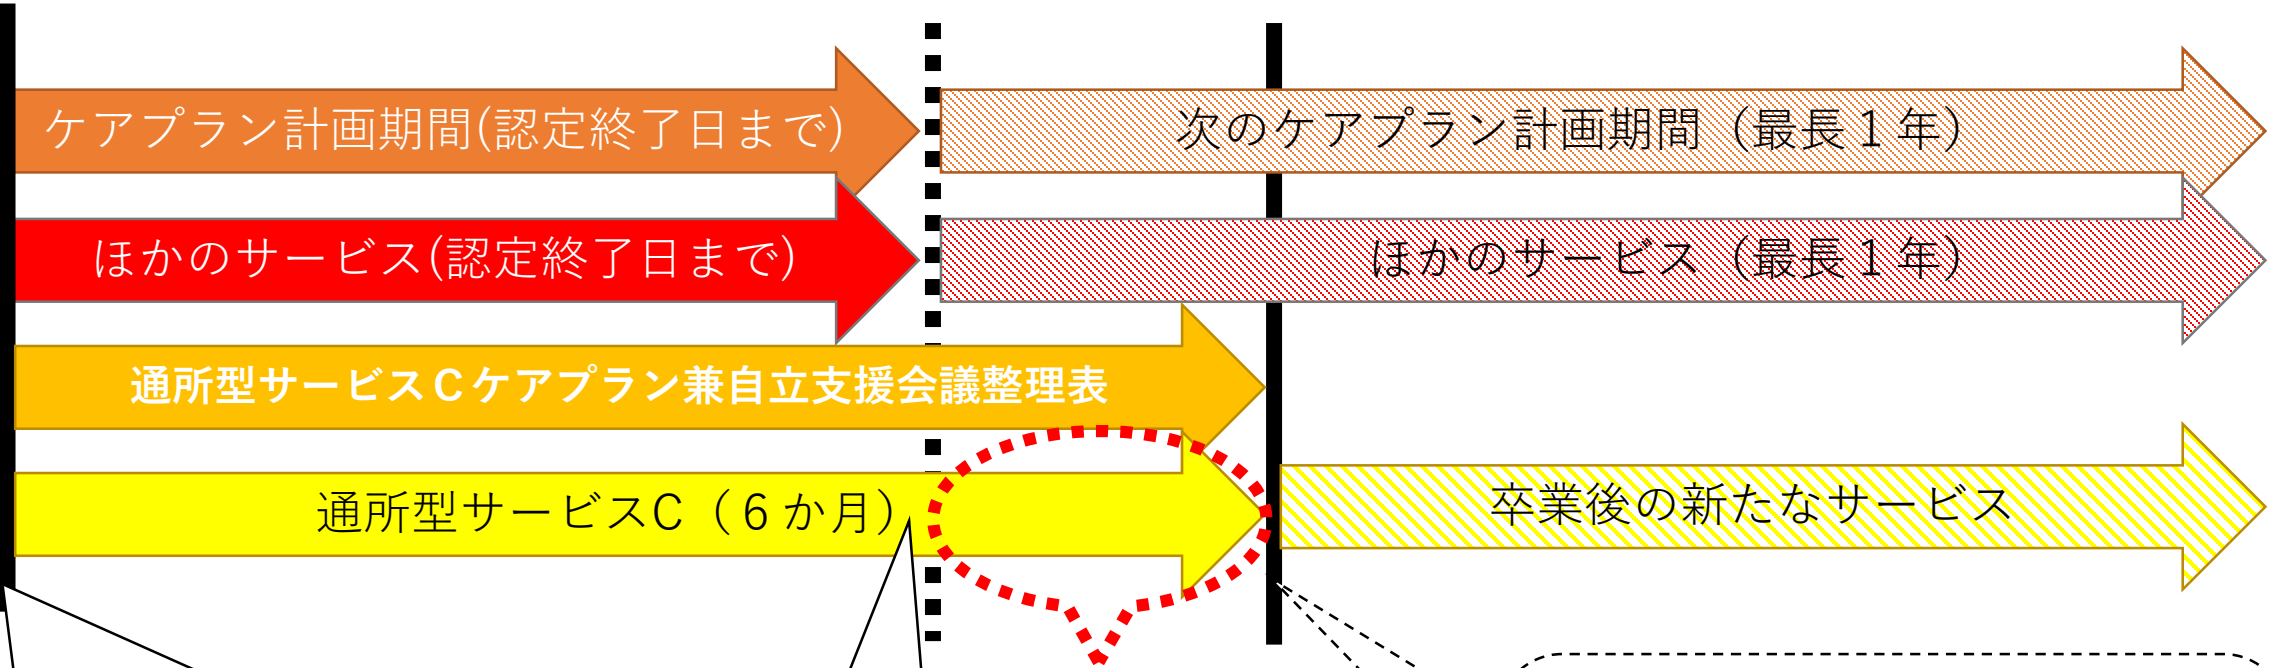 ケアプラン計画期間(認定終了日まで)
次のケアプラン計画期間（最長１年）
ほかのサービス(認定終了日まで)
ほかのサービス（最長１年）
通所型サービスＣケアプラン兼自立支援会議整理表
通所型サービスC（６か月）
卒業後の新たなサービス